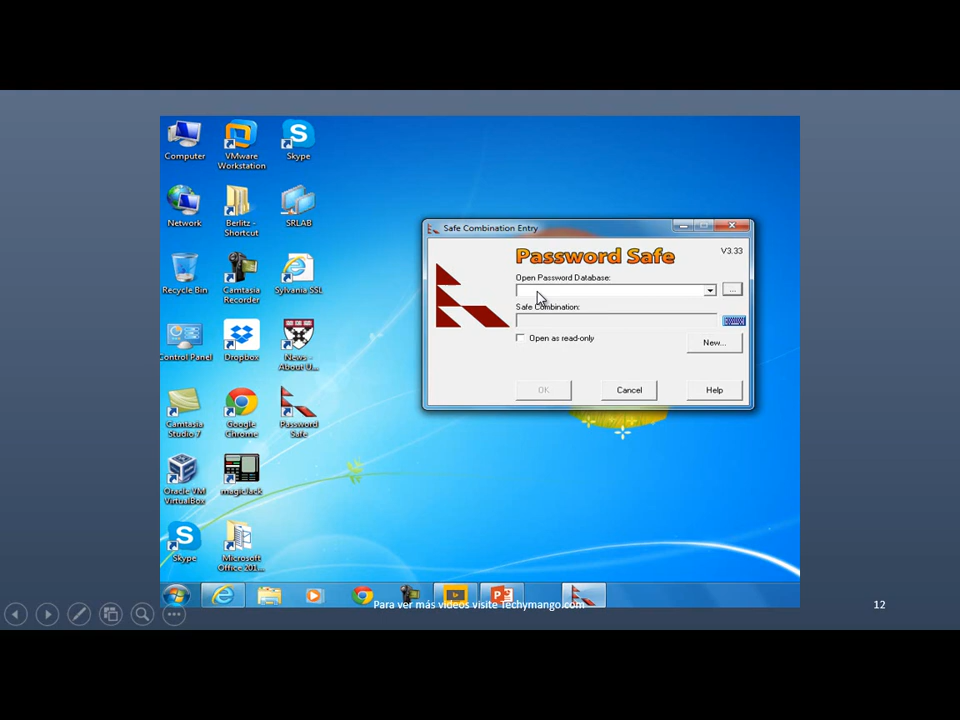 Computer
VMware
Workstation
Skype
Network
Berlitz -
Shortcut
SRLAB
Recycle Bin
Camtasia
Recorder
Sylvania SSL
Control Panel
Dropbox
News -
About U...
Camtasia
Studio 7
Google
Chrome
Password
Safe
Oracle VM
VirtualBox
magicJack
Skype
Microsoft
Office 201...
Safe Combination Entry
Password Safe
V3.33
Open Password Database:
...
Safe Combination:
Open as read-only
New...
OK
Cancel
Help
Para ver más videos visite Techymango.com
12